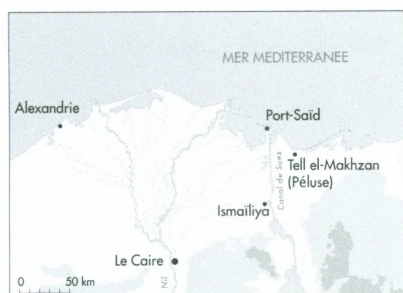 MER MEDITERRANEE
Alexandrie
Port-Saïd
Tell el-Makhzan
(Péluse)
Canal de Suez
Ismaïliya
Le Caire
Nil
0 50 km